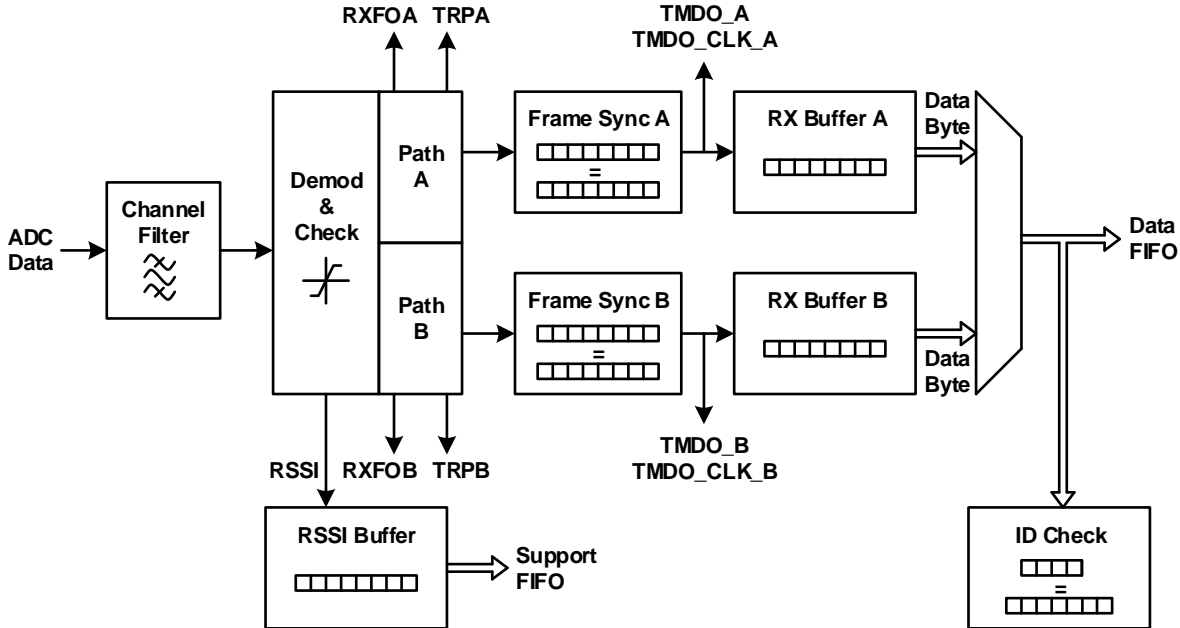 RXFOA
TRPA
TMDO_A
TMDO_CLK_A
ADC
Data
Channel
Filter
Demod
&
Check
Path
A
Path
B
Frame Sync A
=
RX Buffer A
Data
Byte
Frame Sync B
=
RX Buffer B
Data
Byte
Data
FIFO
RSSI
RXFOB
TRPB
TMDO_B
TMDO_CLK_B
RSSI Buffer
Support
FIFO
ID Check
=